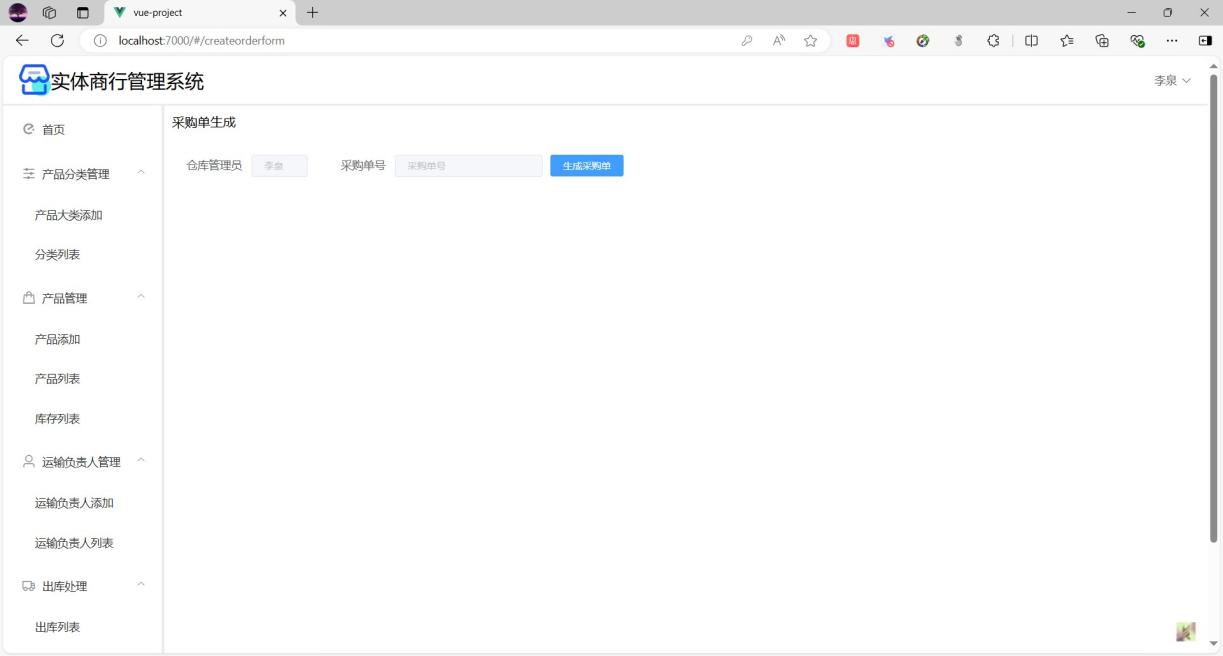 vue-project
localhost:7000/#/createorderform
实体商行管理系统
李泉
首页
产品分类管理
产品大类添加
分类列表
产品管理
产品添加
产品列表
库存列表
运输负责人管理
运输负责人添加
运输负责人列表
出库处理
出库列表
采购单生成
仓库管理员 李泉 采购单号 采购单号 生成采购单